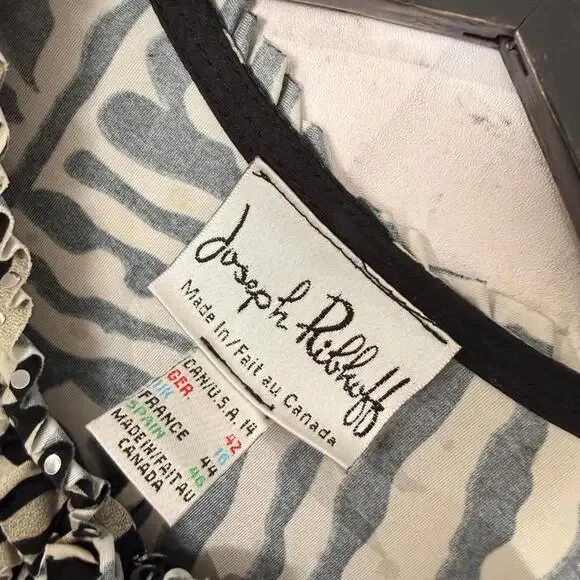 Joseph Ribkoff
Made In/Fait au Canada
CAN/U.S.A. 14
GER. 42
UK 16
FRANCE 44
SPAIN 46
MADE IN/FAIT AU
CANADA